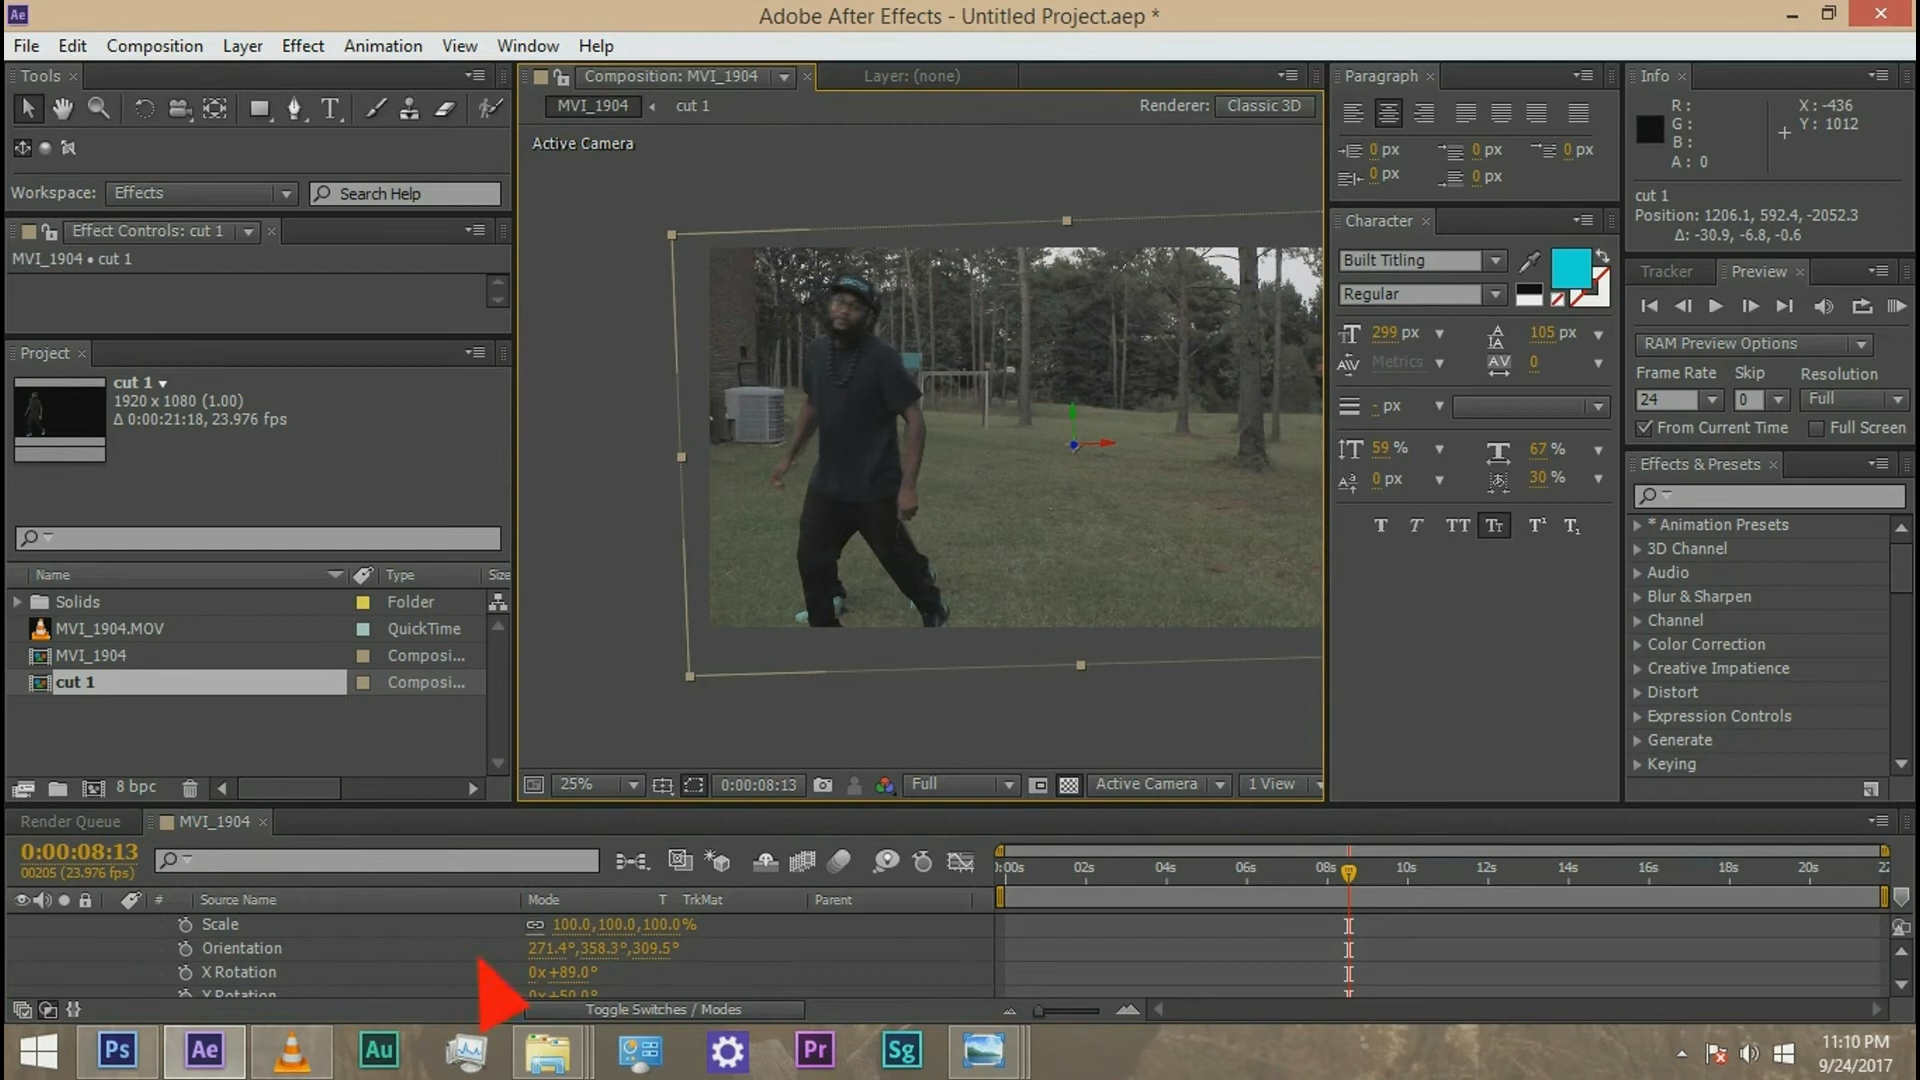 Ae
Adobe After Effects - Untitled Project.aep *
File Edit Composition Layer Effect Animation View Window Help
Tools
Workspace: Effects
Search Help
Effect Controls: cut 1
MVI_1904 • cut 1
Project
cut 1
1920 x 1080 (1.00)
Δ 0:00:21:18, 23.976 fps
Name Type Size
Solids Folder
MVI_1904.MOV QuickTime
MVI_1904 Composi...
cut 1 Composi...
8 bpc
Composition: MVI_1904
Layer: (none)
MVI_1904 cut 1
Renderer: Classic 3D
Active Camera
25% 0:00:08:13 Full Active Camera 1 View
Paragraph
0 px 0 px 0 px
0 px 0 px
Character
Built Titling
Regular
299 px 105 px
Metrics 0
- px
59 % 67 %
0 px 30 %
T T TT Tt T¹ T₁
Info
R : X : -436
G : Y : 1012
B :
A : 0
cut 1
Position: 1206.1, 592.4, -2052.3
Δ: -30.9, -6.8, -0.6
Tracker Preview
RAM Preview Options
Frame Rate Skip Resolution
24 0 Full
From Current Time Full Screen
Effects & Presets
* Animation Presets
3D Channel
Audio
Blur & Sharpen
Channel
Color Correction
Creative Impatience
Distort
Expression Controls
Generate
Keying
Render Queue MVI_1904
0:00:08:13
00205 (23.976 fps)
:00s 02s 04s 06s 08s 10s 12s 14s 16s 18s 20s 22
# Source Name Mode T TrkMat Parent
Scale 100.0,100.0,100.0%
Orientation 271.4°,358.3°,309.5°
X Rotation 0x+89.0°
Y Rotation 0x+50.0°
Toggle Switches / Modes
Ps Ae Au Pr Sg
11:10 PM
9/24/2017